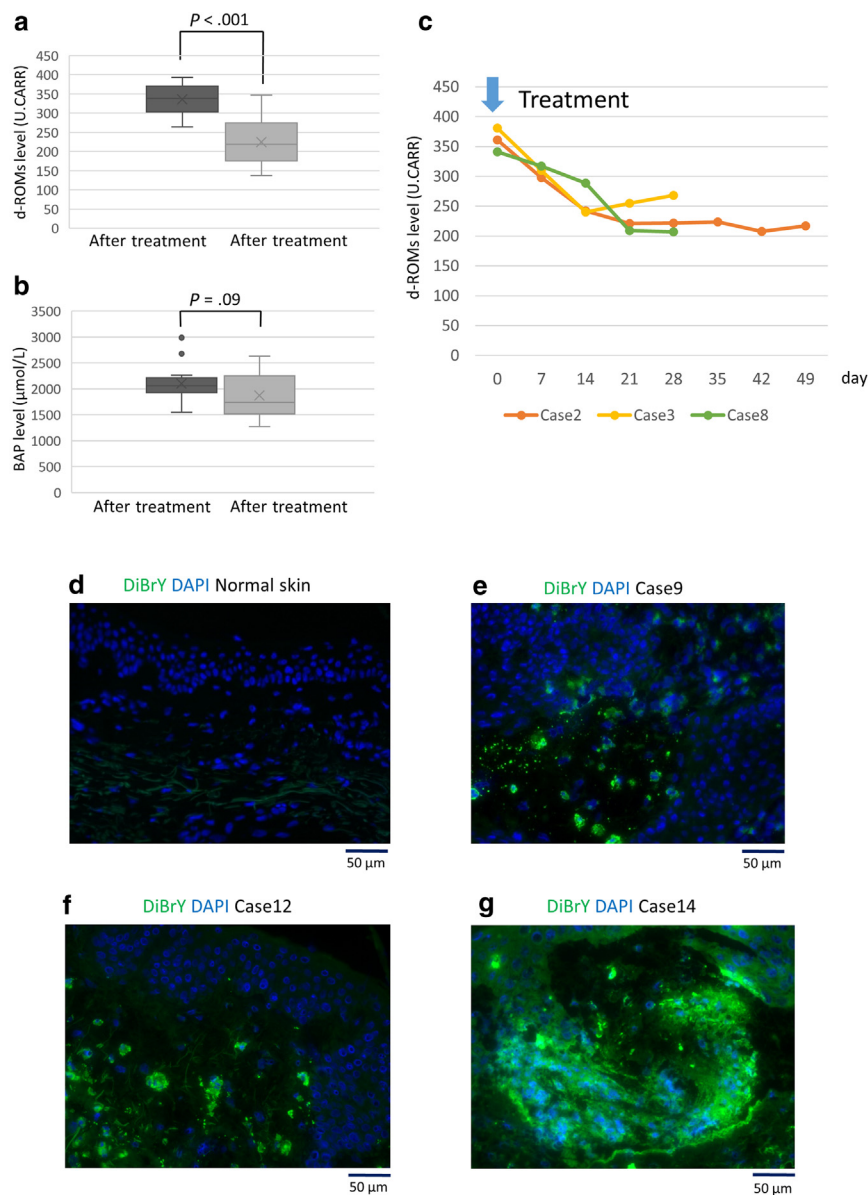 a
P < .001
d-ROMs level (U.CARR)
450
400
350
300
250
200
150
100
50
0
After treatment After treatment
b
P = .09
BAP level (μmol/L)
3500
3000
2500
2000
1500
1000
500
0
After treatment After treatment
c
Treatment
d-ROMs level (U.CARR)
450
400
350
300
250
200
150
100
50
0
0 7 14 21 28 35 42 49 day
Case2 Case3 Case8
d
DiBrY DAPI Normal skin
50 μm
e
DiBrY DAPI Case9
50 μm
f
DiBrY DAPI Case12
50 μm
g
DiBrY DAPI Case14
50 μm